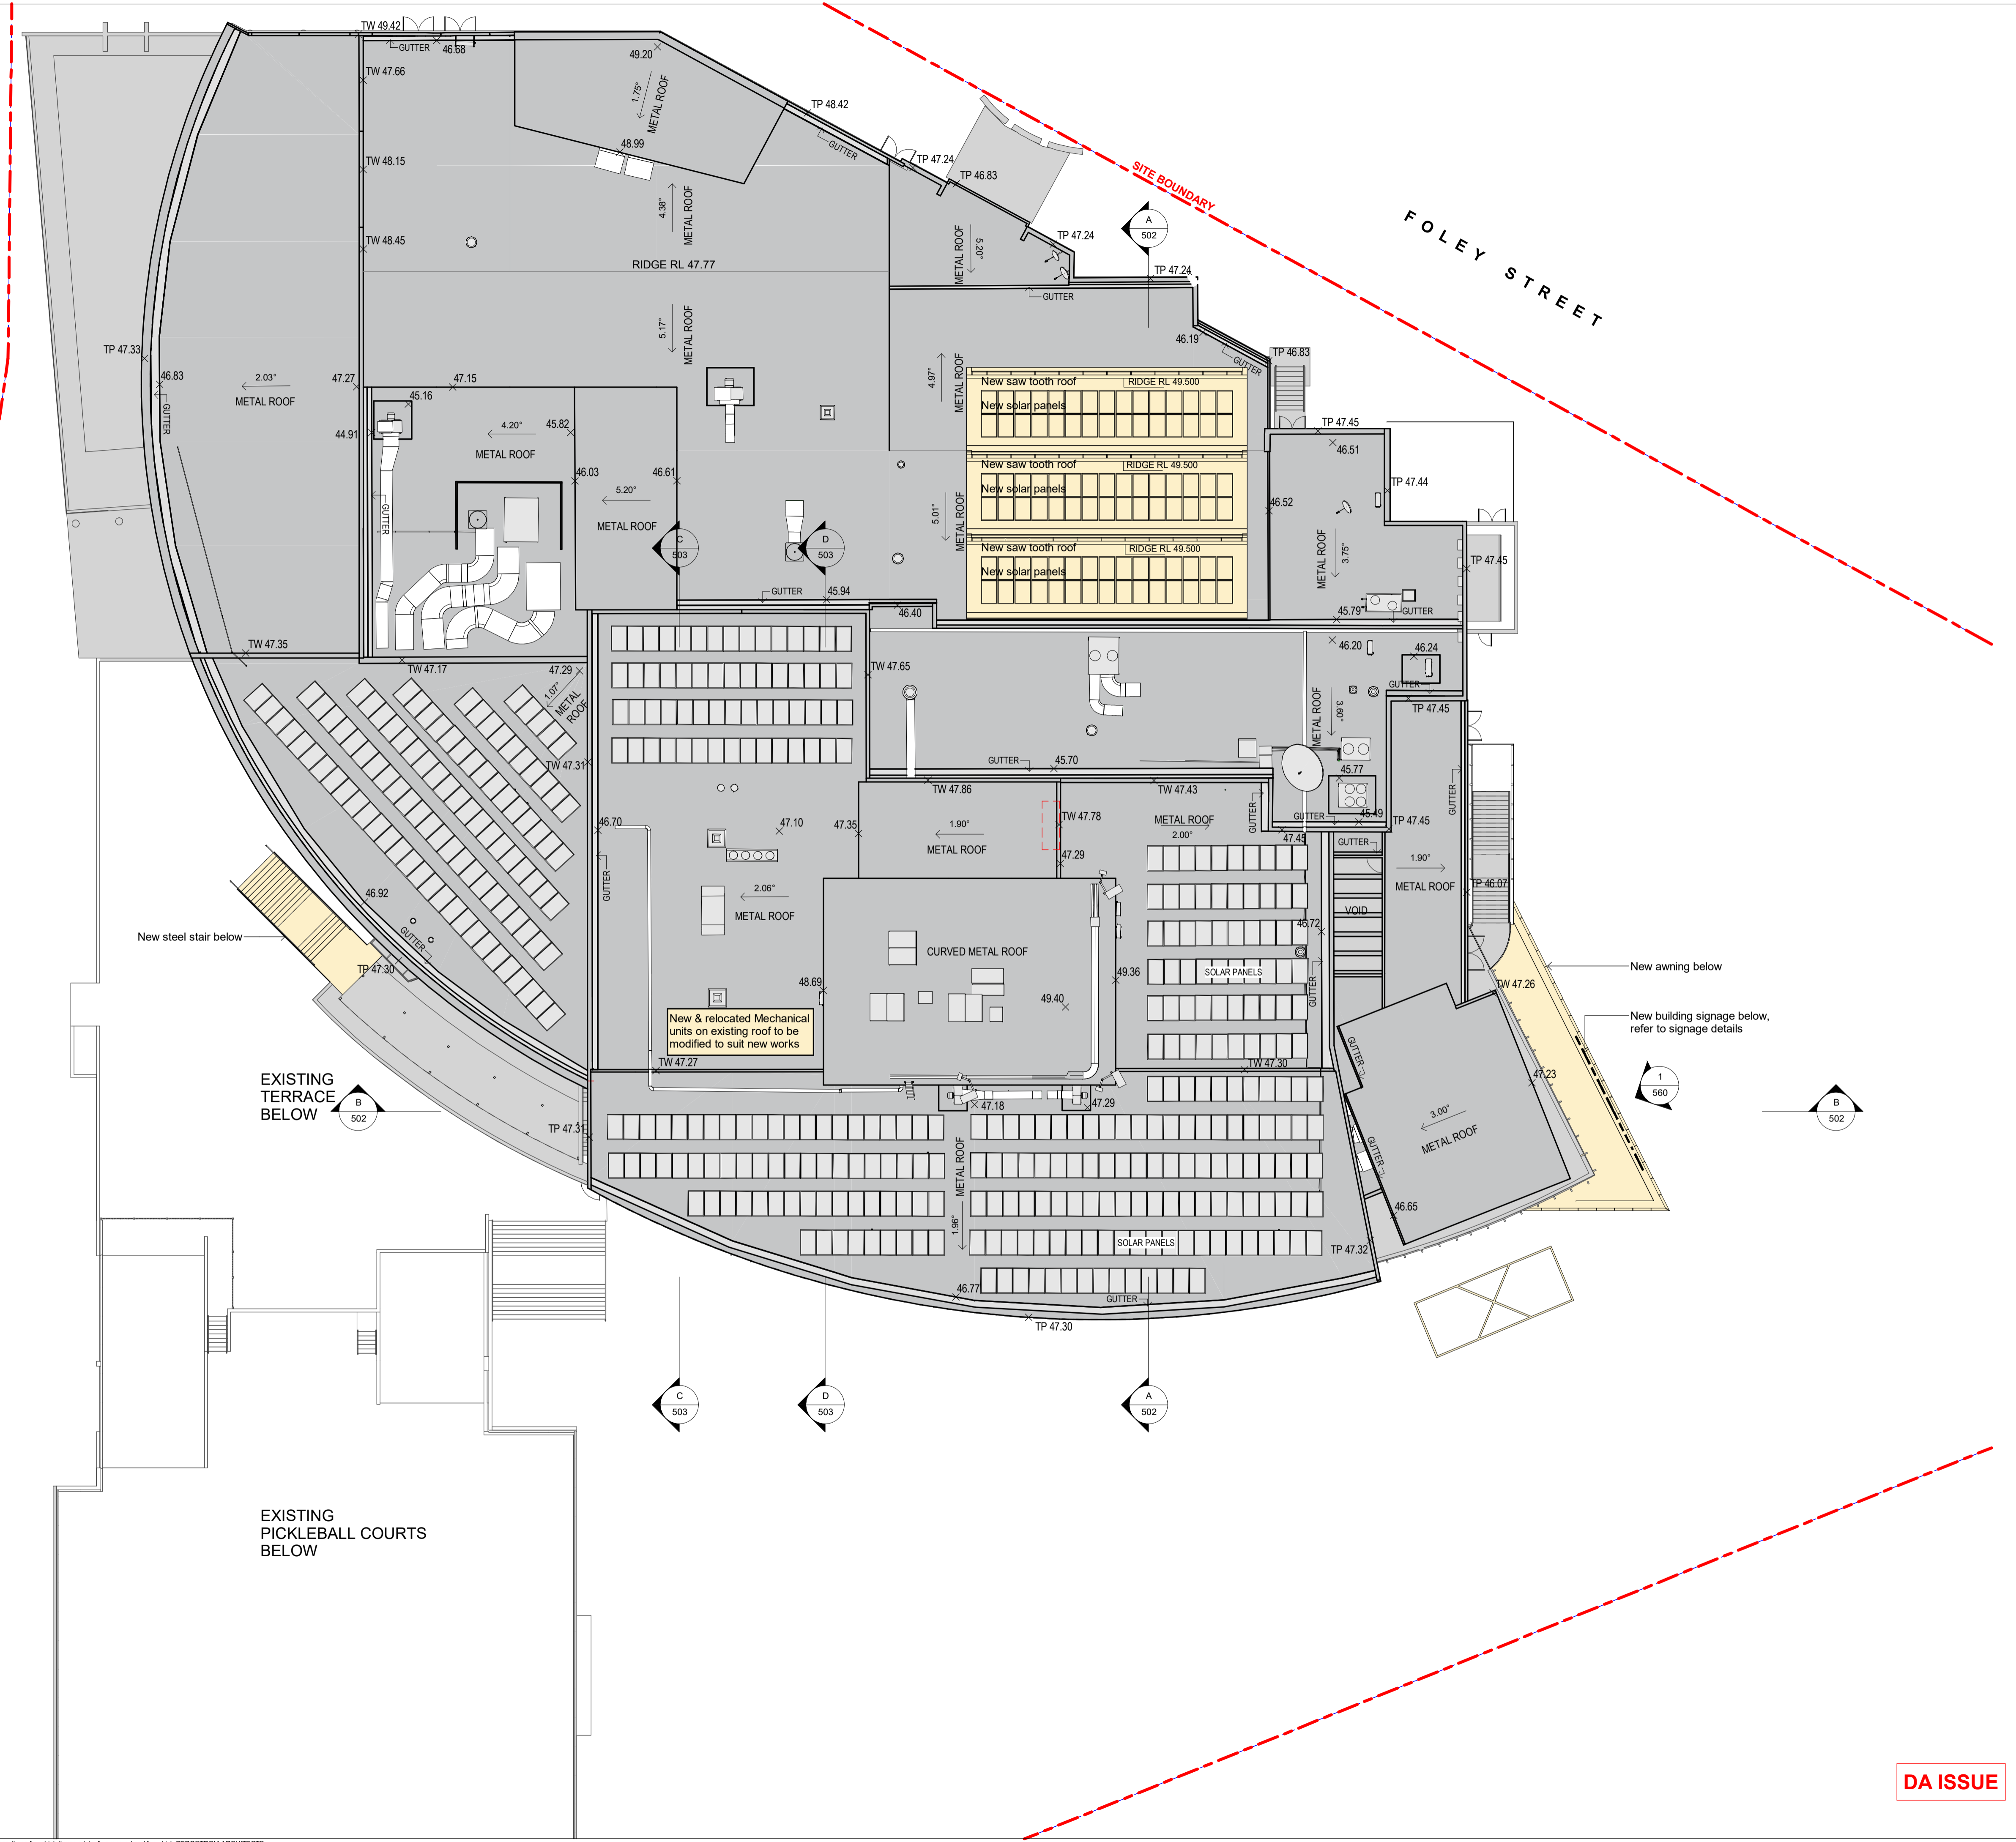 TW 49.42
GUTTER
46.68
49.20
TW 47.66
1.75°
METAL ROOF
TP 48.42
GUTTER
48.99
TW 48.15
TP 47.24
TP 46.83
SITE BOUNDARY
FOLEY STREET
4.38°
METAL ROOF
A
502
TW 48.45
5.20°
METAL ROOF
TP 47.24
RIDGE RL 47.77
TP 47.24
GUTTER
5.17°
METAL ROOF
46.19
GUTTER
TP 47.33
TP 46.83
46.83
2.03°
METAL ROOF
GUTTER
47.27
47.15
4.97°
METAL ROOF
New saw tooth roof
RIDGE RL 49.500
New solar panels
45.16
44.91
4.20°
45.82
METAL ROOF
TP 47.45
46.51
New saw tooth roof
RIDGE RL 49.500
New solar panels
46.03
46.61
5.20°
METAL ROOF
GUTTER
5.01°
METAL ROOF
46.52
TP 47.44
C
503
D
503
New saw tooth roof
RIDGE RL 49.500
New solar panels
METAL ROOF
3.75°
TP 47.45
GUTTER
45.94
46.40
45.79
GUTTER
TW 47.35
TW 47.17
47.29
1.07°
METAL
ROOF
TW 47.65
46.20
46.24
GUTTER
TP 47.45
METAL ROOF
3.60°
TW 47.31
GUTTER
45.70
45.77
GUTTER
TW 47.86
TW 47.43
46.70
47.10
47.35
1.90°
METAL ROOF
TW 47.78
47.29
METAL ROOF
2.00°
GUTTER
GUTTER
45.49
47.45
TP 47.45
GUTTER
1.90°
METAL ROOF
TP 46.07
GUTTER
2.06°
METAL ROOF
46.92
GUTTER
New steel stair below
TP 47.30
VOID
46.72
CURVED METAL ROOF
SOLAR PANELS
GUTTER
49.36
48.69
49.40
New awning below
TW 47.26
New building signage below,
refer to signage details
New & relocated Mechanical
units on existing roof to be
modified to suit new works
GUTTER
TW 47.27
TW 47.30
47.23
1
560
EXISTING
TERRACE
BELOW
B
502
B
502
47.18
47.29
3.00°
METAL ROOF
TP 47.31
METAL ROOF
1.96°
GUTTER
46.65
SOLAR PANELS
TP 47.32
46.77
GUTTER
TP 47.30
C
503
D
503
A
502
EXISTING
PICKLEBALL COURTS
BELOW
DA ISSUE